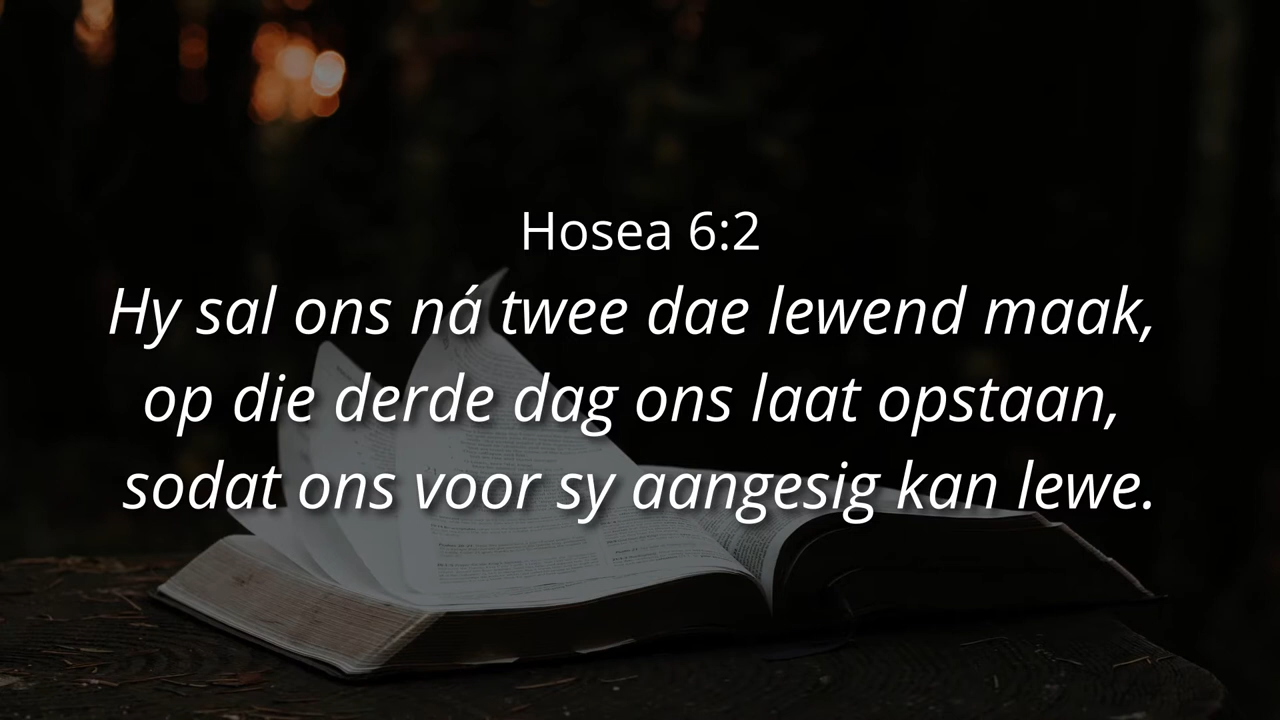 Hosea 6:2
Hy sal ons ná twee dae lewend maak,
op die derde dag ons laat opstaan,
sodat ons voor sy aangesig kan lewe.